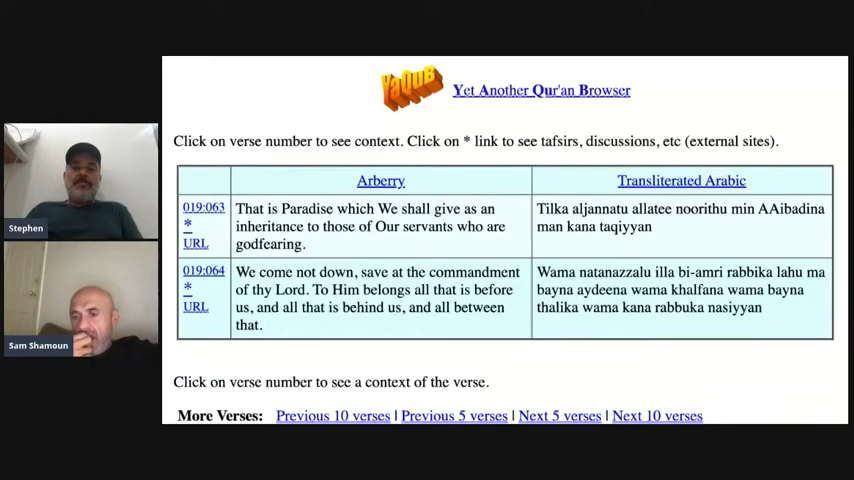 YaQuB
Yet Another Qur'an Browser
Click on verse number to see context. Click on * link to see tafsirs, discussions, etc (external sites).
Arberry
Transliterated Arabic
019:063
*
URL
That is Paradise which We shall give as an
inheritance to those of Our servants who are
godfearing.
Tilka aljannatu allatee noorithu min AAibadina
man kana taqiyyan
019:064
*
URL
We come not down, save at the commandment
of thy Lord. To Him belongs all that is before
us, and all that is behind us, and all between
that.
Wama natanazzalu illa bi-amri rabbika lahu ma
bayna aydeena wama khalfana wama bayna
thalika wama kana rabbuka nasiyyan
Click on verse number to see a context of the verse.
More Verses: Previous 10 verses | Previous 5 verses | Next 5 verses | Next 10 verses
Stephen
Sam Shamoun